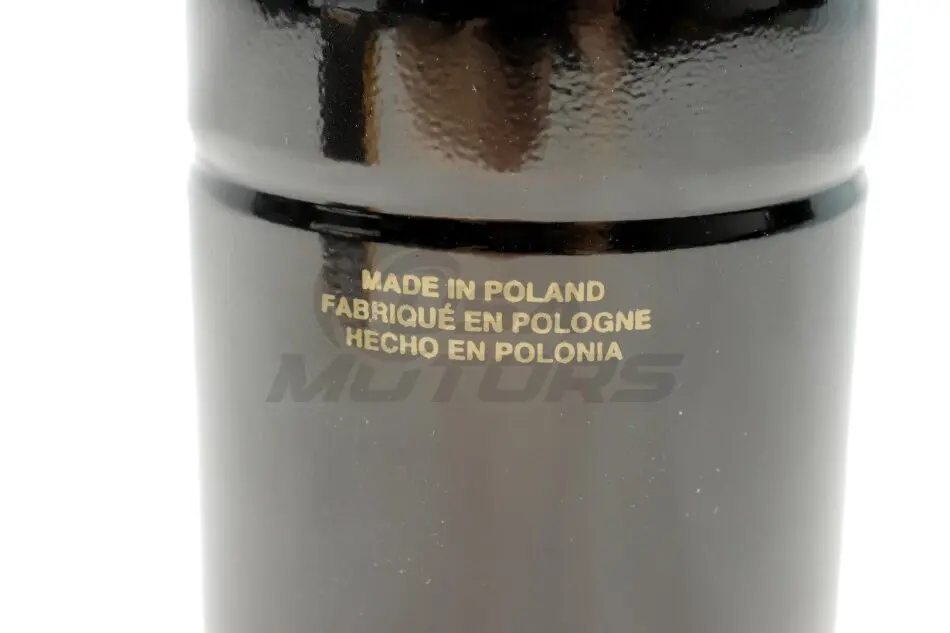 MADE IN POLAND
FABRIQUÉ EN POLOGNE
HECHO EN POLONIA
MOTORS